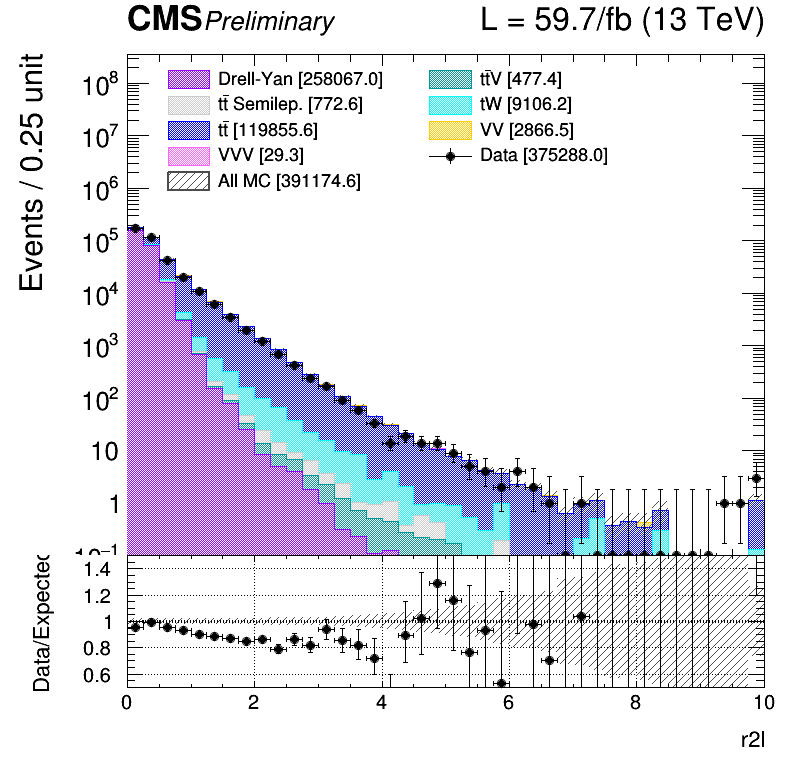 CMS Preliminary L = 59.7/fb (13 TeV)
Events / 0.25 unit
Drell-Yan [258067.0]
tt̄ Semilep. [772.6]
tt̄ [119855.6]
VVV [29.3]
All MC [391174.6]
tt̄V [477.4]
tW [9106.2]
VV [2866.5]
Data [375288.0]
10⁸
10⁷
10⁶
10⁵
10⁴
10³
10²
10
1
10⁻¹
Data/Expected
1.4
1.2
1
0.8
0.6
0 2 4 6 8 10
r2l